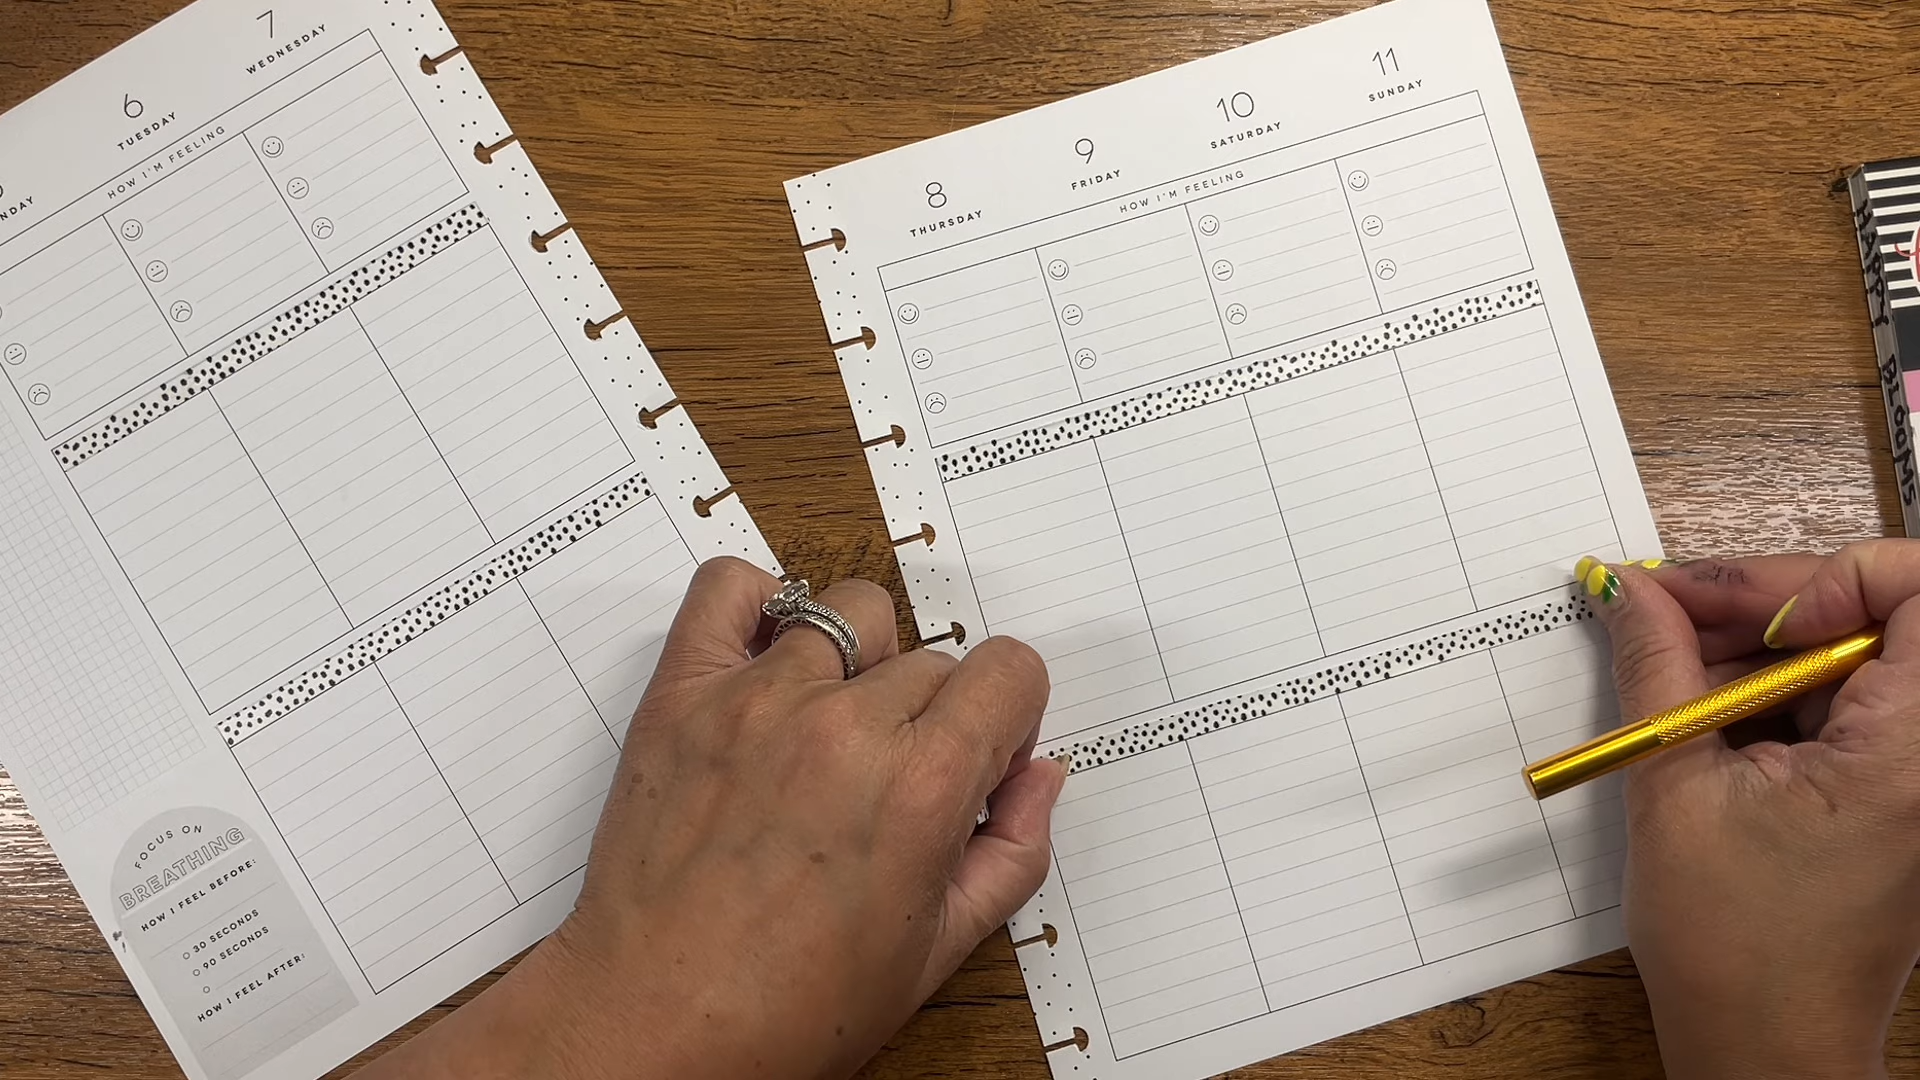 7
WEDNESDAY
6
TUESDAY
HOW I'M FEELING
FOCUS ON
BREATHING
HOW I FEEL BEFORE:
30 SECONDS
90 SECONDS
HOW I FEEL AFTER:
8
THURSDAY
9
FRIDAY
10
SATURDAY
11
SUNDAY
HOW I'M FEELING
HAPPY BLOOMS